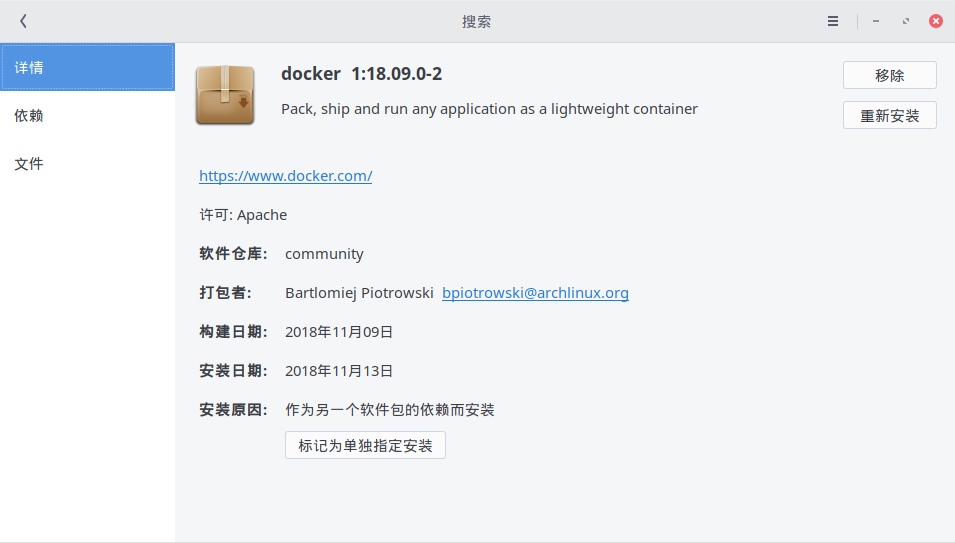 搜索
详情
依赖
文件
docker 1:18.09.0-2
移除
Pack, ship and run any application as a lightweight container
重新安装
https://www.docker.com/
许可: Apache
软件仓库: community
打包者: Bartlomiej Piotrowski bpiotrowski@archlinux.org
构建日期: 2018年11月09日
安装日期: 2018年11月13日
安装原因: 作为另一个软件包的依赖而安装
标记为单独指定安装